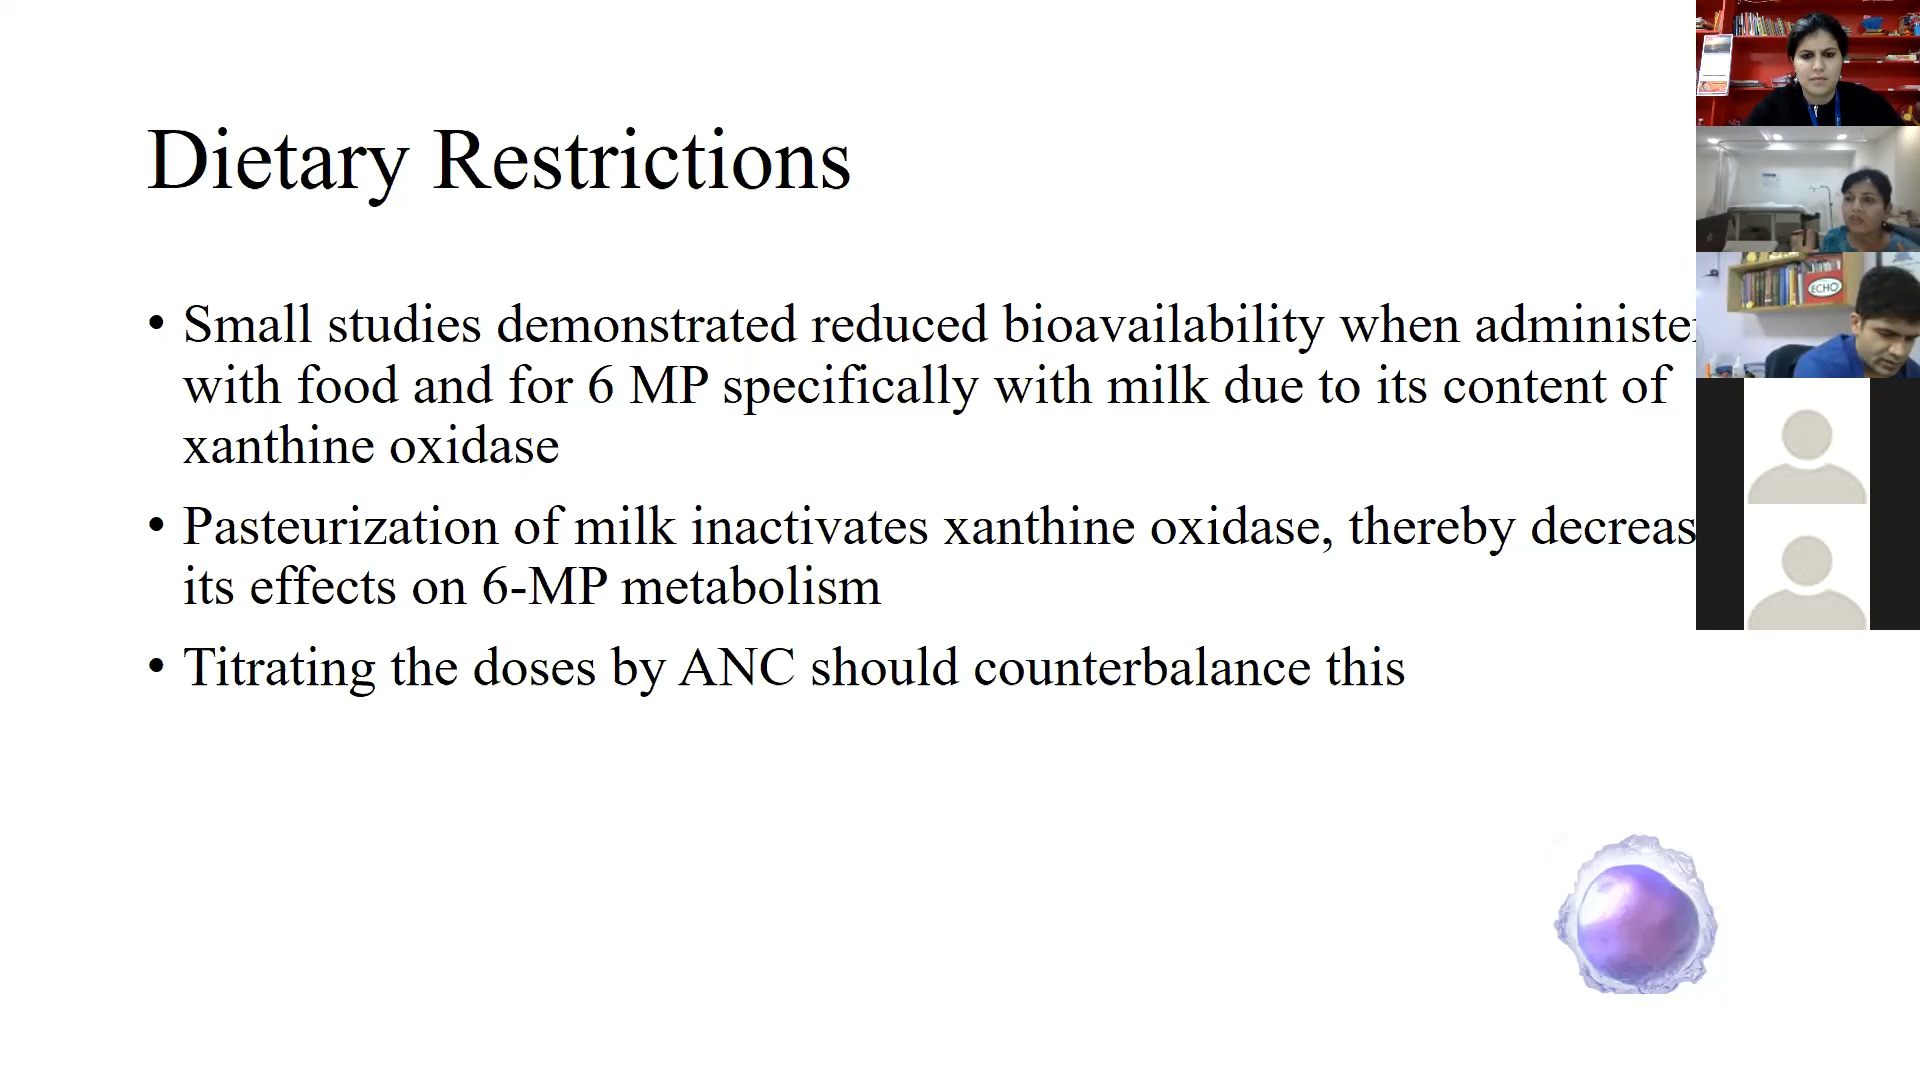 Dietary Restrictions
• Small studies demonstrated reduced bioavailability when
with food and for 6 MP specifically with milk due to its content of
xanthine oxidase
• Pasteurization of milk inactivates xanthine oxidase, thereby
its effects on 6-MP metabolism
• Titrating the doses by ANC should counterbalance this
ECHO